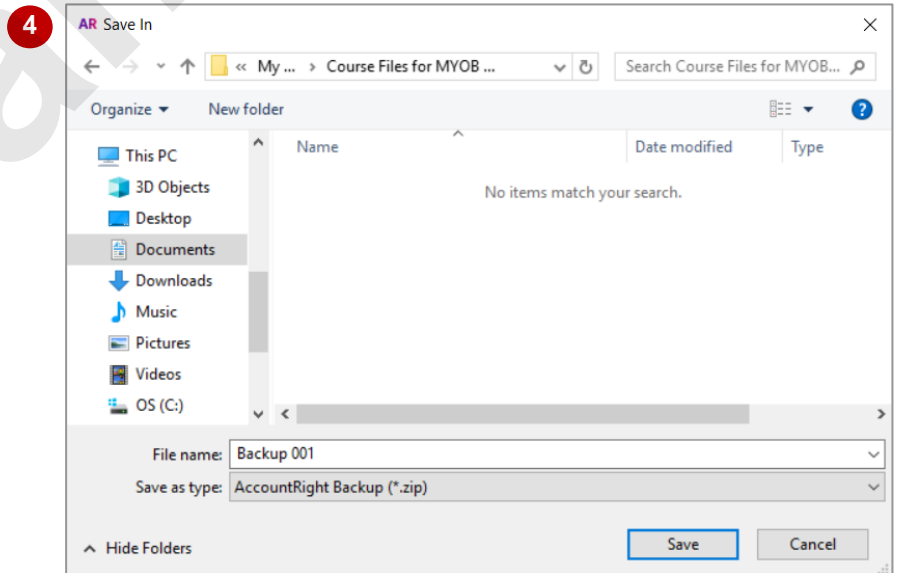 4
AR Save In
« My ... › Course Files for MYOB ...
Search Course Files for MYOB...
Organize
New folder
?
This PC
3D Objects
Desktop
Documents
Downloads
Music
Pictures
Videos
OS (C:)
Name
Date modified
Type
No items match your search.
File name: Backup 001
Save as type: AccountRight Backup (*.zip)
Hide Folders
Save
Cancel